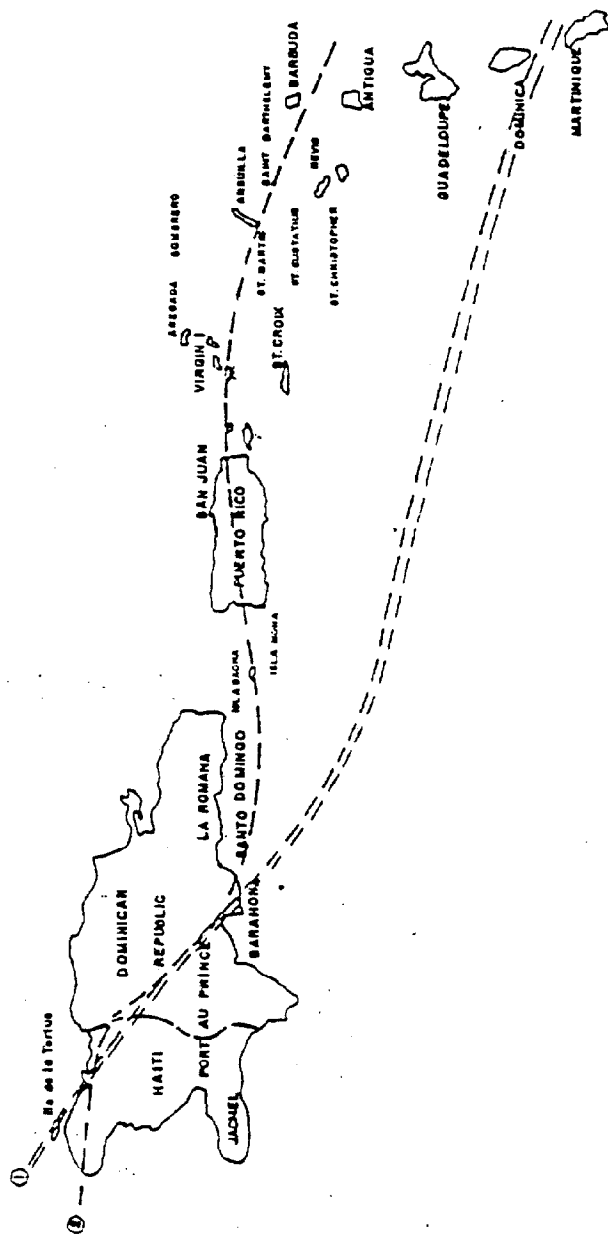 ①
②
Ile de la Tortue
HAITI
PORT AU PRINCE
JACMEL
DOMINICAN
REPUBLIC
BARAHONA
SANTO DOMINGO
LA ROMANA
ISLA MONA
SAN JUAN
PUERTO RICO
VIRGIN I
ANEGADA
SOMBRERO
ST. CROIX
ANGUILLA
ST. MARTIN
SAINT BARTHELEMY
ST. EUSTATIUS
ST. CHRISTOPHER
NEVIS
BARBUDA
ANTIGUA
GUADELOUPE
DOMINICA
MARTINIQUE